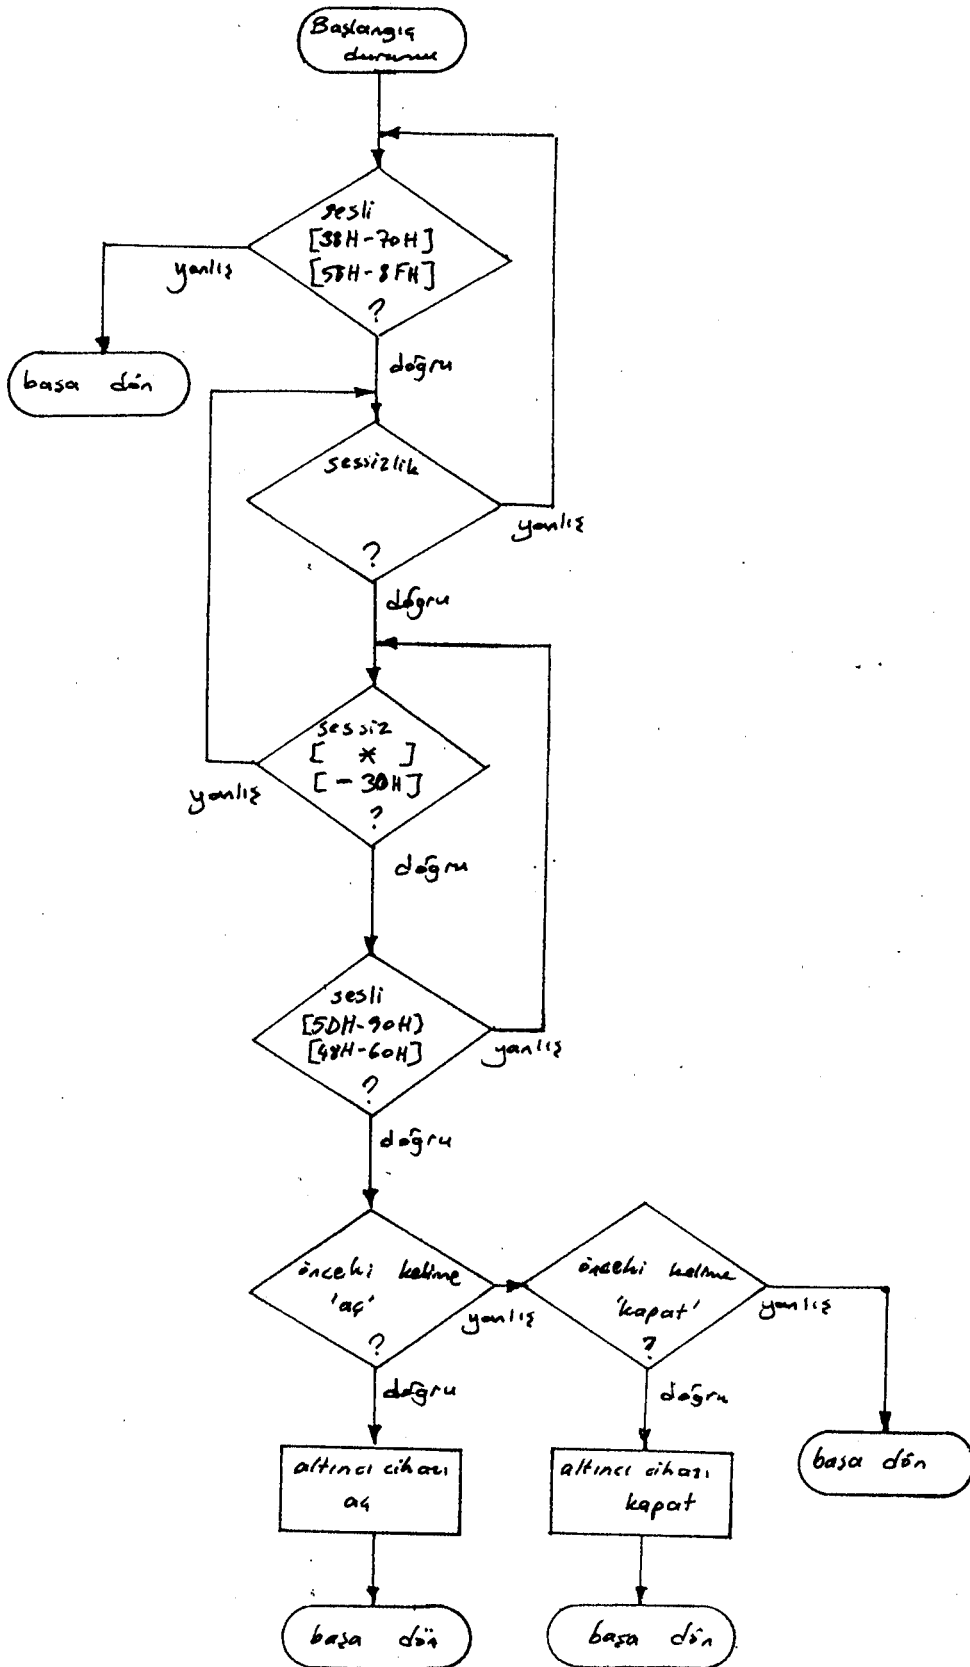 Başlangıç
durumu
sesli
[38H-70H]
[58H-8FH]
?
yanlış
doğru
başa dön
sessizlik
?
yanlış
doğru
sessiz
[ * ]
[-30H]
?
yanlış
doğru
sesli
[5DH-90H]
[48H-60H]
?
yanlış
doğru
önceki kelime
'aç'
?
yanlış
doğru
önceki kelime
'kapat'
?
yanlış
doğru
altıncı cihazı
aç
altıncı cihazı
kapat
başa dön
başa dön
başa dön